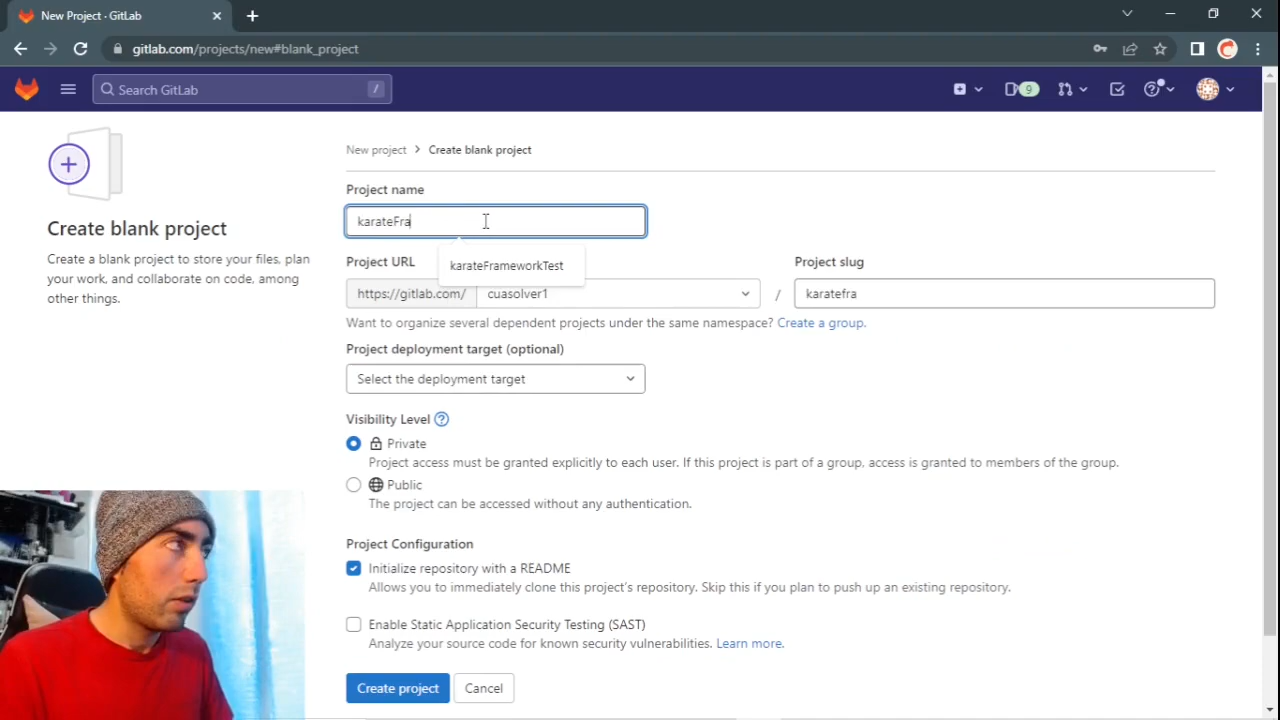 New Project · GitLab
gitlab.com/projects/new#blank_project
Search GitLab /
9
New project > Create blank project
Create blank project
Create a blank project to store your files, plan
your work, and collaborate on code, among
other things.
Project name
karateFra
karateFrameworkTest
Project URL
https://gitlab.com/ cuasolver1 /
Project slug
karatefra
Want to organize several dependent projects under the same namespace? Create a group.
Project deployment target (optional)
Select the deployment target
Visibility Level
Private
Project access must be granted explicitly to each user. If this project is part of a group, access is granted to members of the group.
Public
The project can be accessed without any authentication.
Project Configuration
Initialize repository with a README
Allows you to immediately clone this project's repository. Skip this if you plan to push up an existing repository.
Enable Static Application Security Testing (SAST)
Analyze your source code for known security vulnerabilities. Learn more.
Create project Cancel